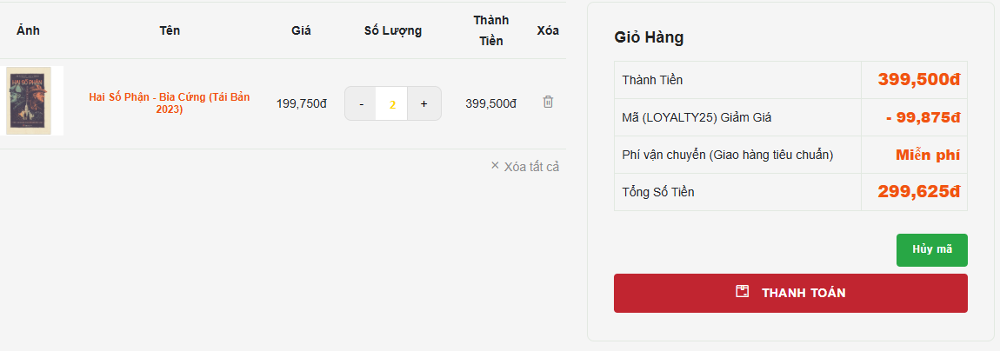 Ảnh
Tên
Giá
Số Lượng
Thành
Tiền
Xóa
HAI SỐ PHẬN
Hai Số Phận - Bìa Cứng (Tái Bản
2023)
199,750đ
-
2
+
399,500đ
Xóa tất cả
Giỏ Hàng
Thành Tiền
399,500đ
Mã (LOYALTY25) Giảm Giá
- 99,875đ
Phí vận chuyển (Giao hàng tiêu chuẩn)
Miễn phí
Tổng Số Tiền
299,625đ
Hủy mã
THANH TOÁN